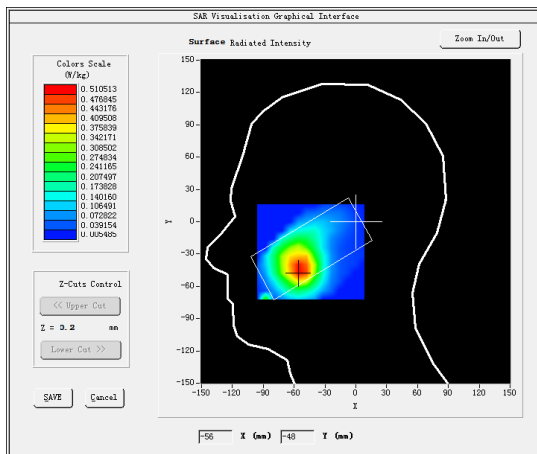 SAR Visualization Graphical Interface
Surface Radiated Intensity
Zoom In/Out
Colors Scale
(W/kg)
0.510513
0.476845
0.443176
0.409508
0.375839
0.342171
0.308502
0.274834
0.241165
0.207497
0.173828
0.140160
0.106491
0.072822
0.039154
0.005485
Z-Cuts Control
<< Upper Cut
Z = 3.2 mm
Lower Cut >>
SAVE Cancel
150
120
90
60
30
0
-30
-60
-90
-120
-150
Y
-150 -120 -90 -60 -30 0 30 60 90 120 150
X
-56 X (mm) -48 Y (mm)